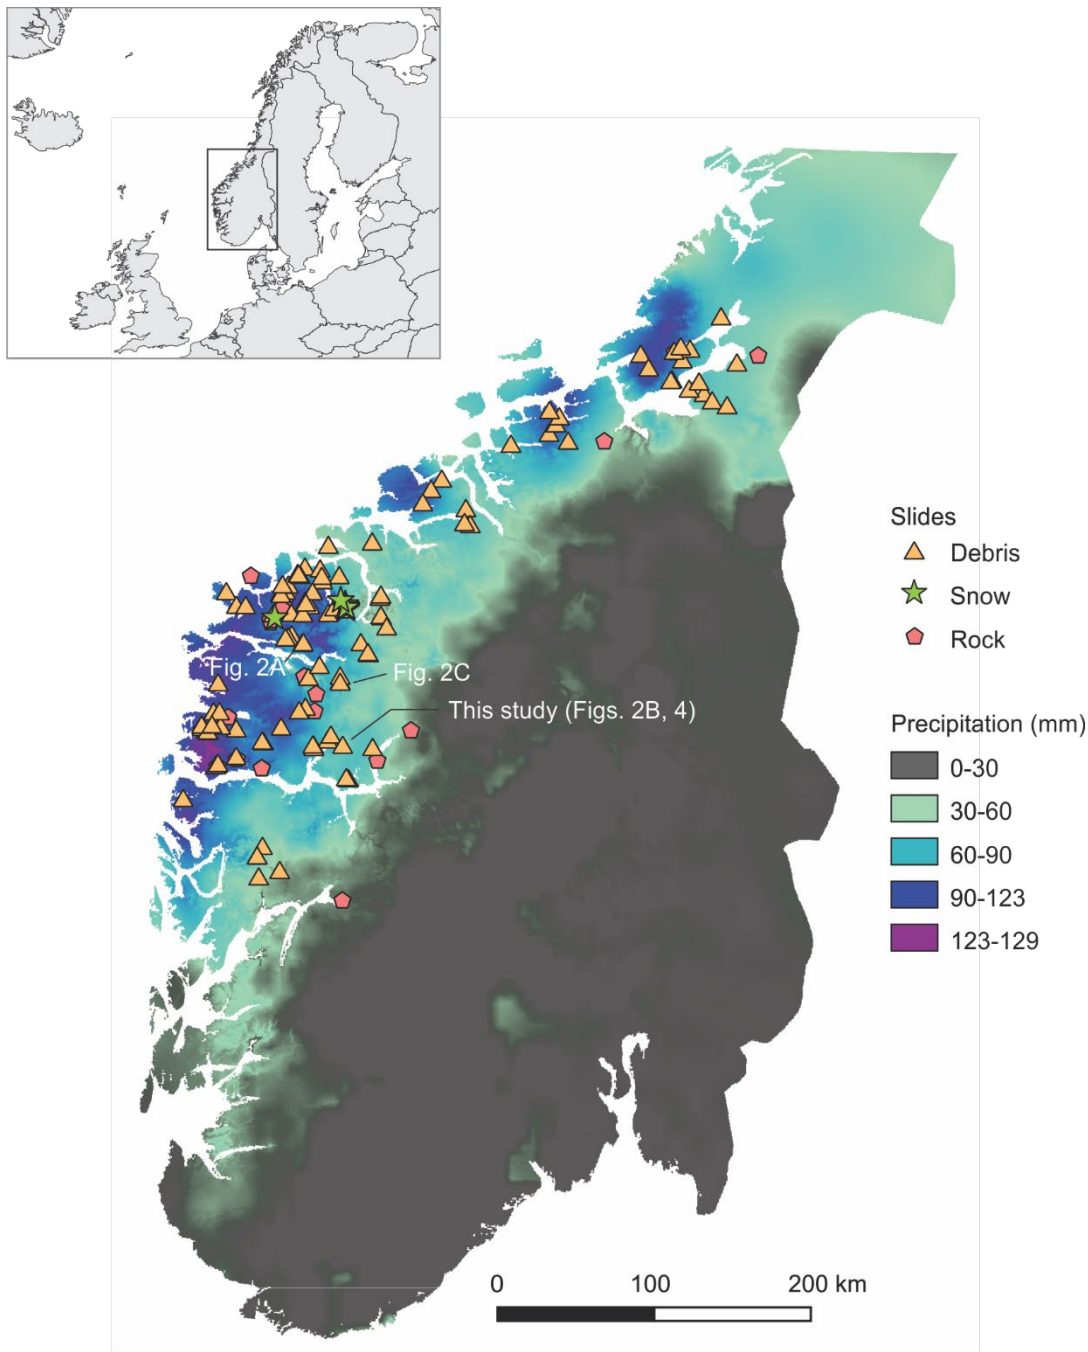 Slides
Debris
Snow
Rock
Fig. 2A
Fig. 2C
This study (Figs. 2B, 4)
Precipitation (mm)
0-30
30-60
60-90
90-123
123-129
0 100 200 km